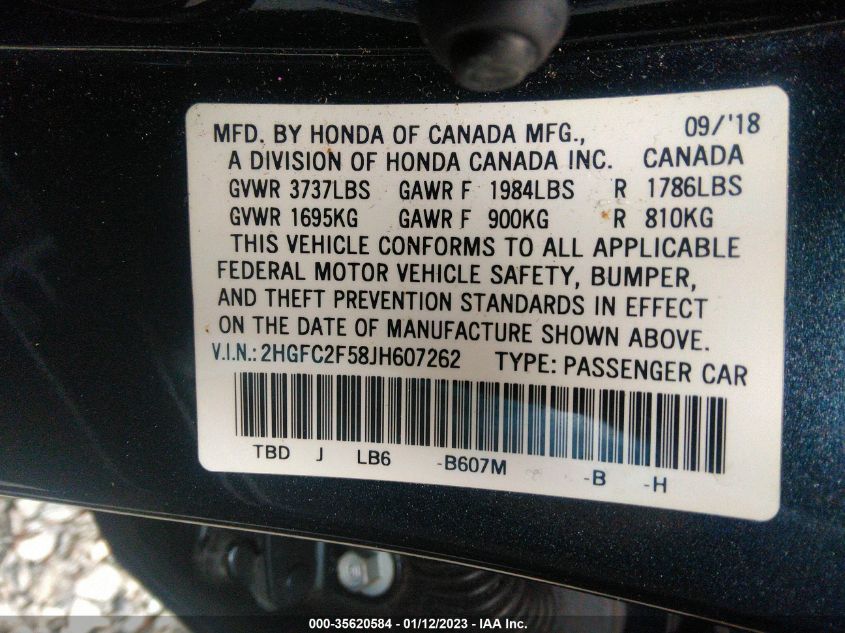 MFD. BY HONDA OF CANADA MFG., 09/'18
A DIVISION OF HONDA CANADA INC. CANADA
GVWR 3737LBS GAWR F 1984LBS R 1786LBS
GVWR 1695KG GAWR F 900KG R 810KG
THIS VEHICLE CONFORMS TO ALL APPLICABLE
FEDERAL MOTOR VEHICLE SAFETY, BUMPER,
AND THEFT PREVENTION STANDARDS IN EFFECT
ON THE DATE OF MANUFACTURE SHOWN ABOVE.
V.I.N.: 2HGFC2F58JH607262 TYPE: PASSENGER CAR
TBD J LB6 -B607M -B -H
000-35620584 - 01/12/2023 - IAA Inc.